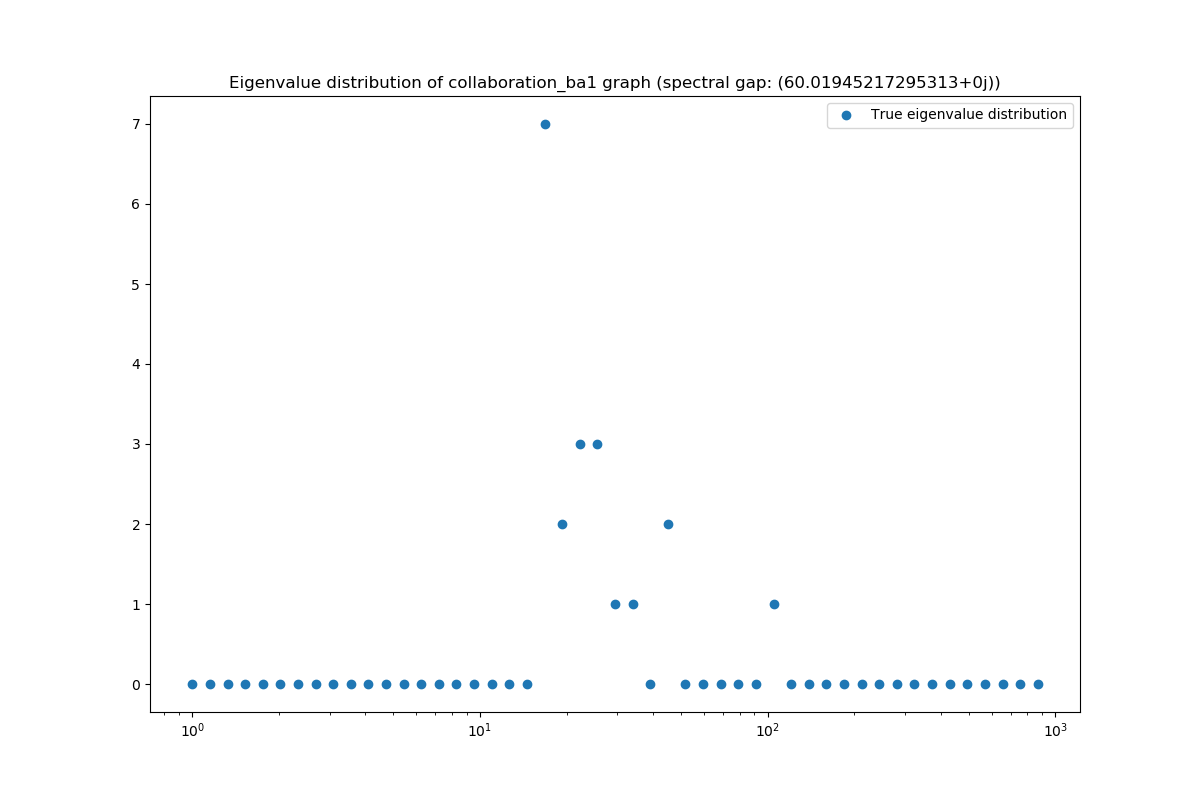 Eigenvalue distribution of collaboration_ba1 graph (spectral gap: (60.01945217295313+0j))
True eigenvalue distribution
7
6
5
4
3
2
1
0
10⁰ 10¹ 10² 10³